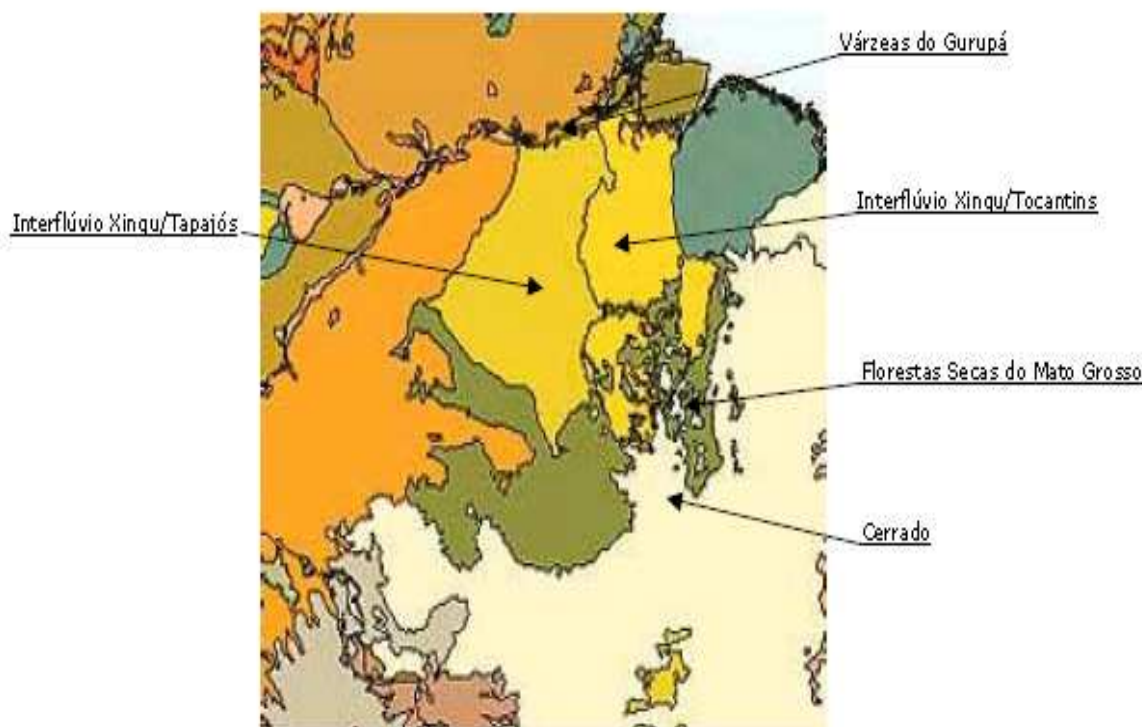 Várzeas do Gurupá
Interflúvio Xingu/Tocantins
Interflúvio Xingu/Tapajós
Florestas Secas do Mato Grosso
Cerrado